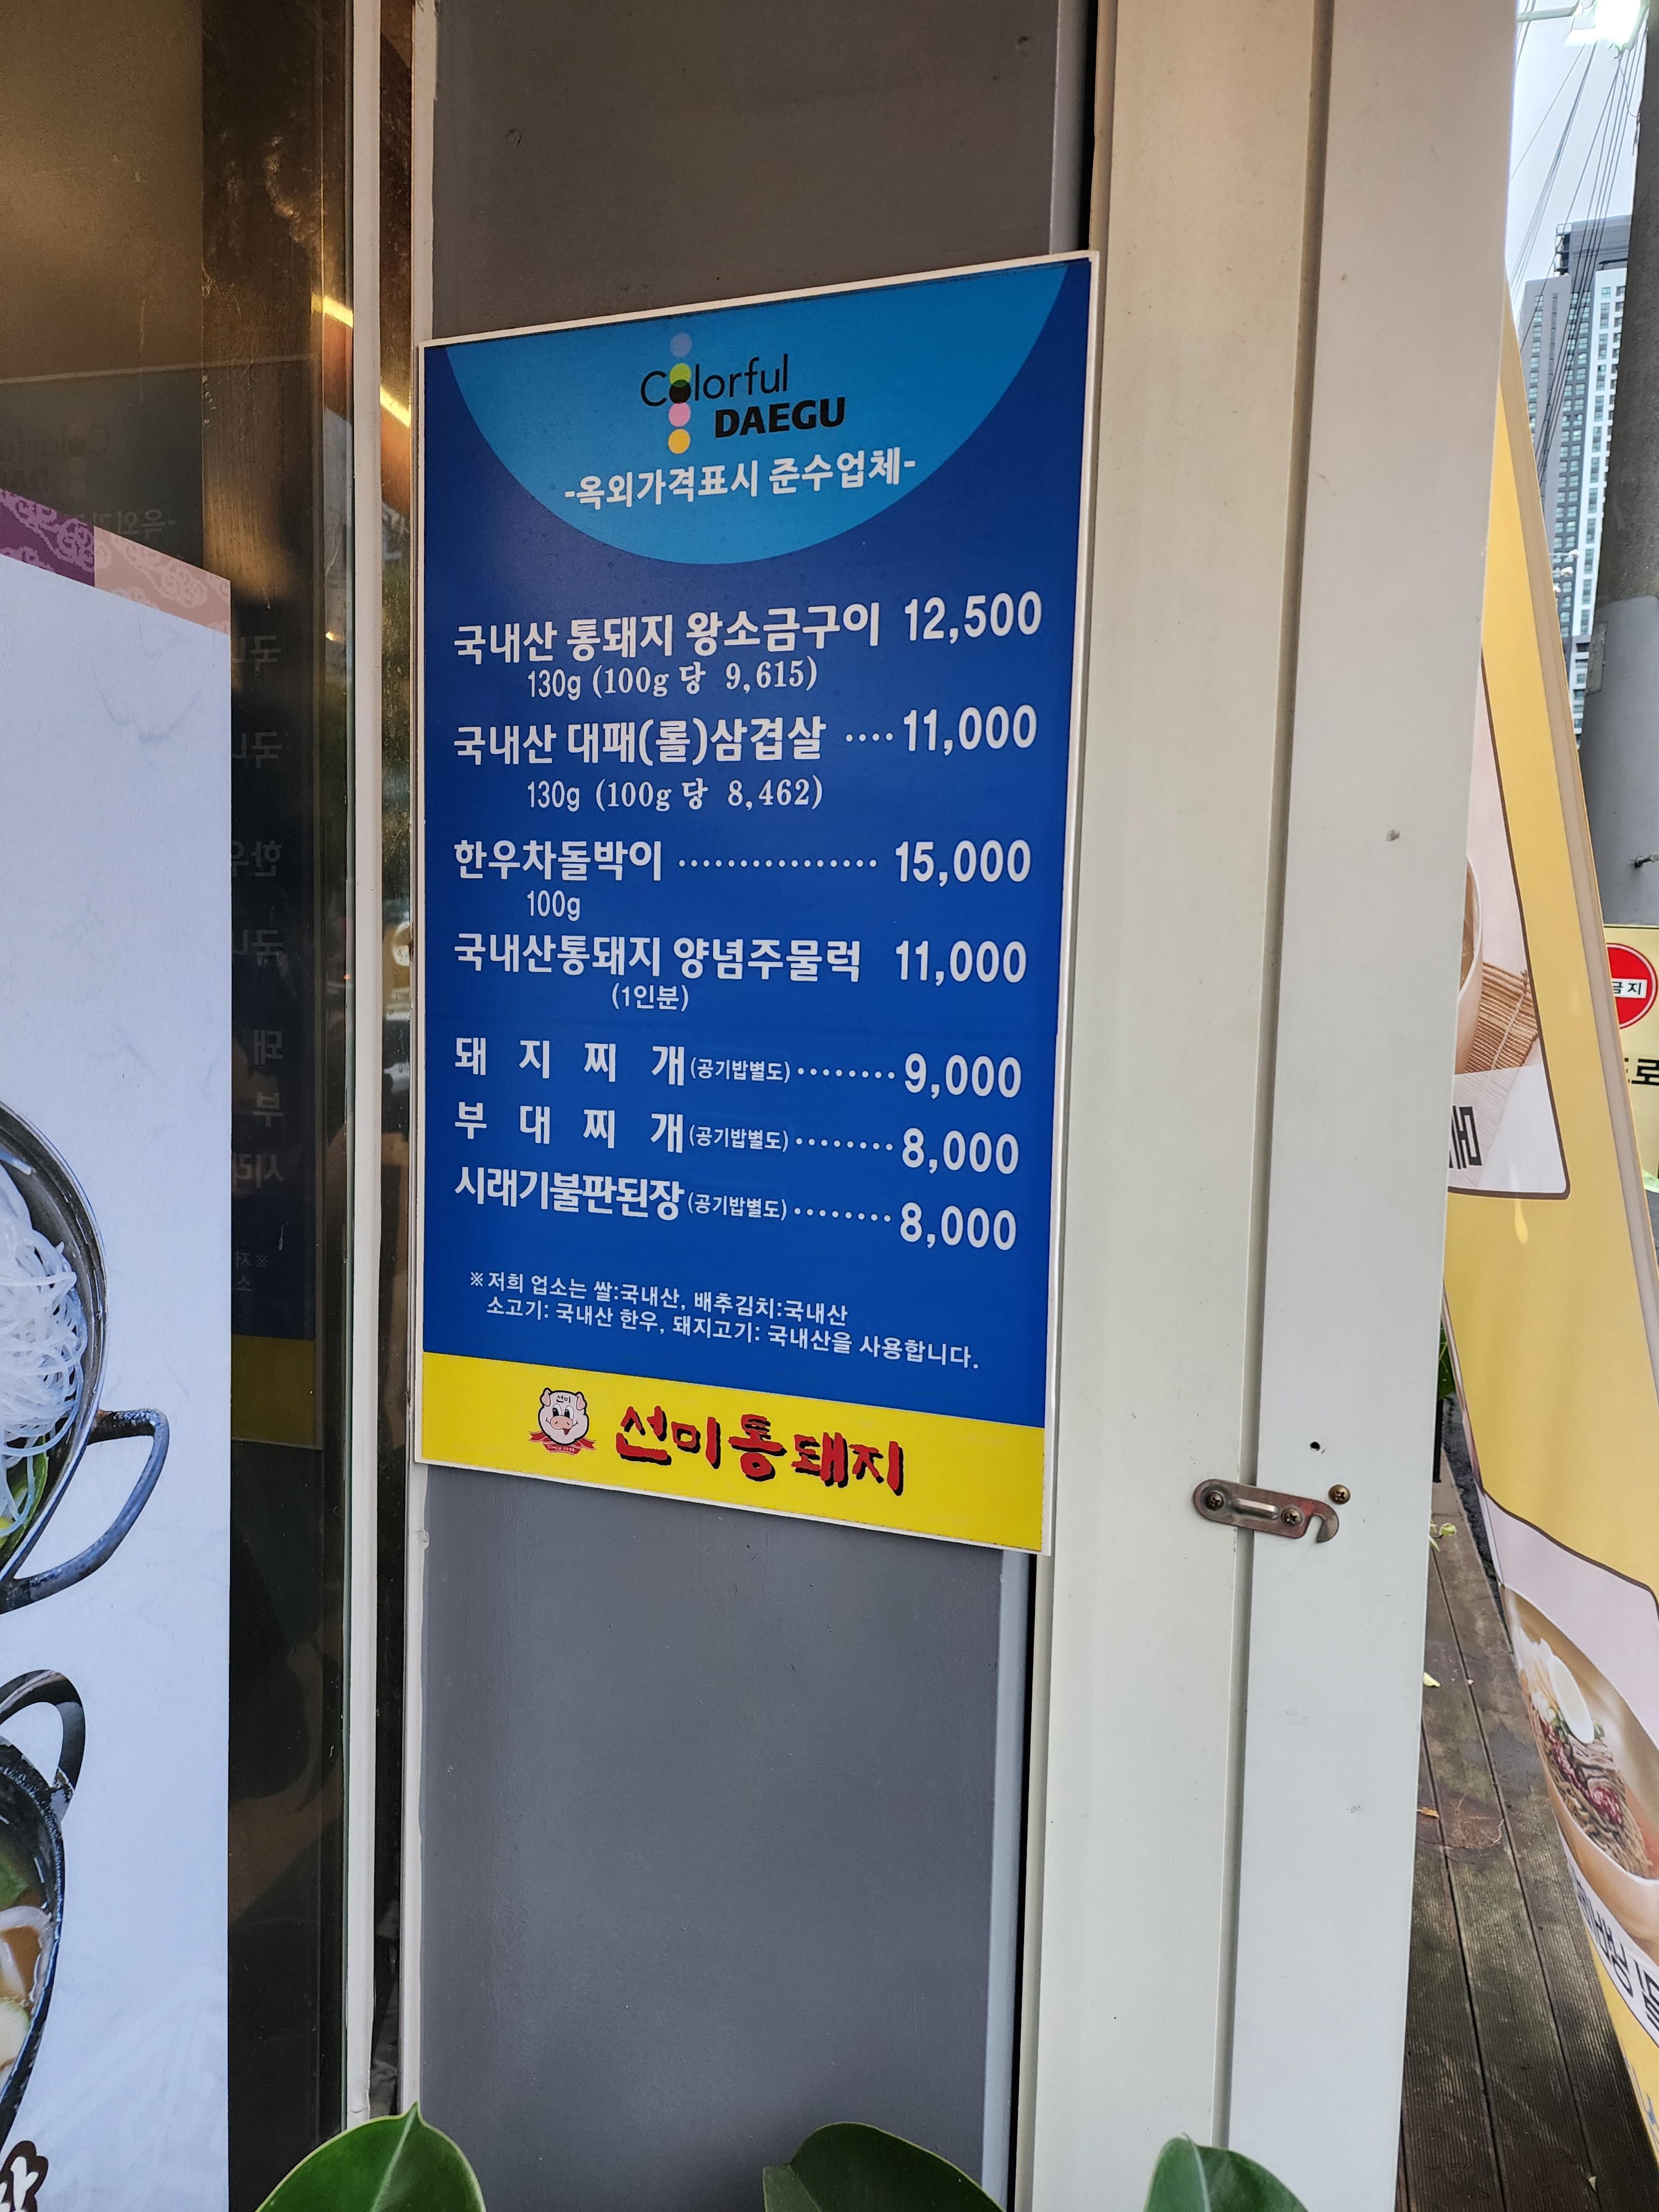 Colorful
DAEGU
-옥외가격표시 준수업체-
국내산 통돼지 왕소금구이 12,500
130g (100g 당 9,615)
국내산 대패(롤)삼겹살 ···· 11,000
130g (100g 당 8,462)
한우차돌박이 ················ 15,000
100g
국내산통돼지 양념주물럭 11,000
(1인분)
돼 지 찌 개(공기밥별도)········9,000
부 대 찌 개(공기밥별도)········8,000
시래기불판된장(공기밥별도)········8,000
※ 저희 업소는 쌀:국내산, 배추김치:국내산
소고기: 국내산 한우, 돼지고기: 국내산을 사용합니다.
선미
선미통돼지
금지